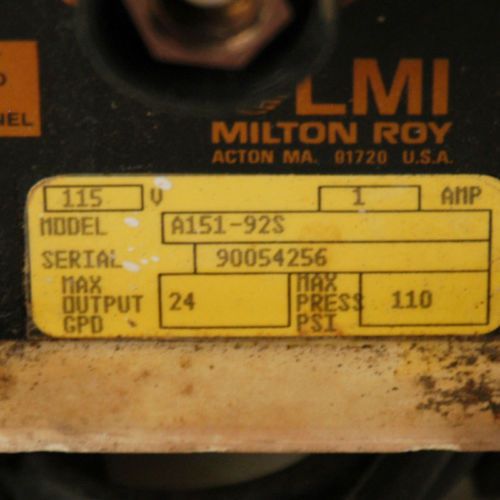 LMI
MILTON ROY
ACTON MA. 01720 U.S.A.
NEL
115 V 1 AMP
MODEL A151-92S
SERIAL 90054256
MAX OUTPUT GPD 24 MAX PRESS PSI 110